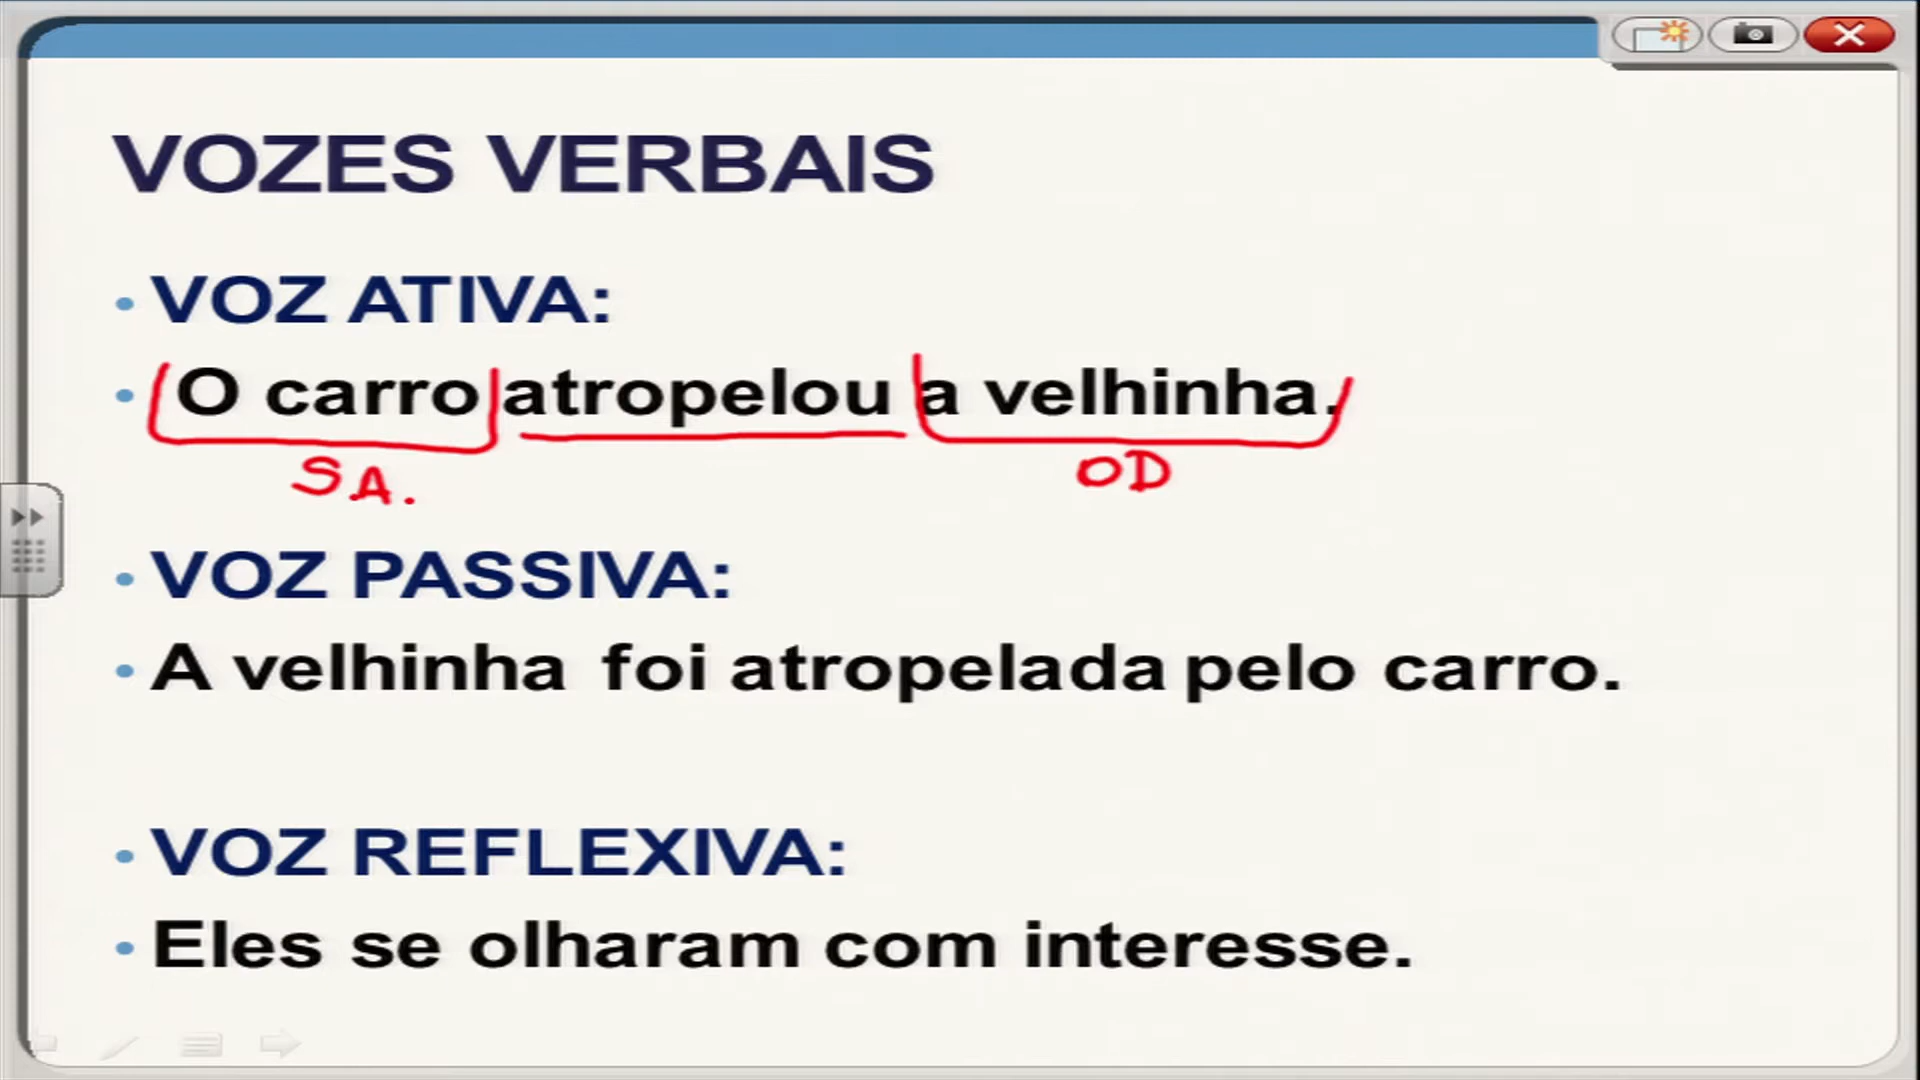 VOZES VERBAIS
VOZ ATIVA:
O carro atropelou a velhinha.
SA. OD
VOZ PASSIVA:
A velhinha foi atropelada pelo carro.
VOZ REFLEXIVA:
Eles se olharam com interesse.